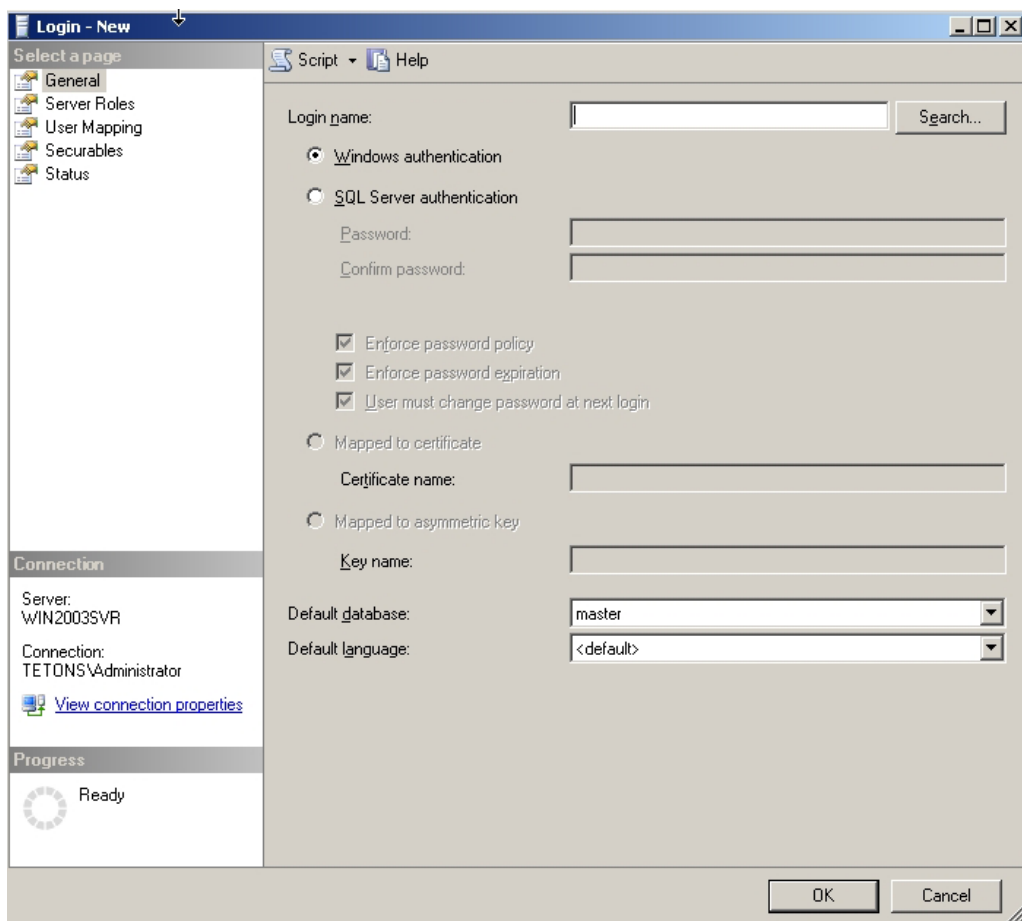 Login - New
Select a page
General
Server Roles
User Mapping
Securables
Status
Script
Help
Login name:
Search...
Windows authentication
SQL Server authentication
Password:
Confirm password:
Enforce password policy
Enforce password expiration
User must change password at next login
Mapped to certificate
Certificate name:
Mapped to asymmetric key
Key name:
Default database:
master
Default language:
<default>
Connection
Server:
WIN2003SVR
Connection:
TETONS\Administrator
View connection properties
Progress
Ready
OK
Cancel